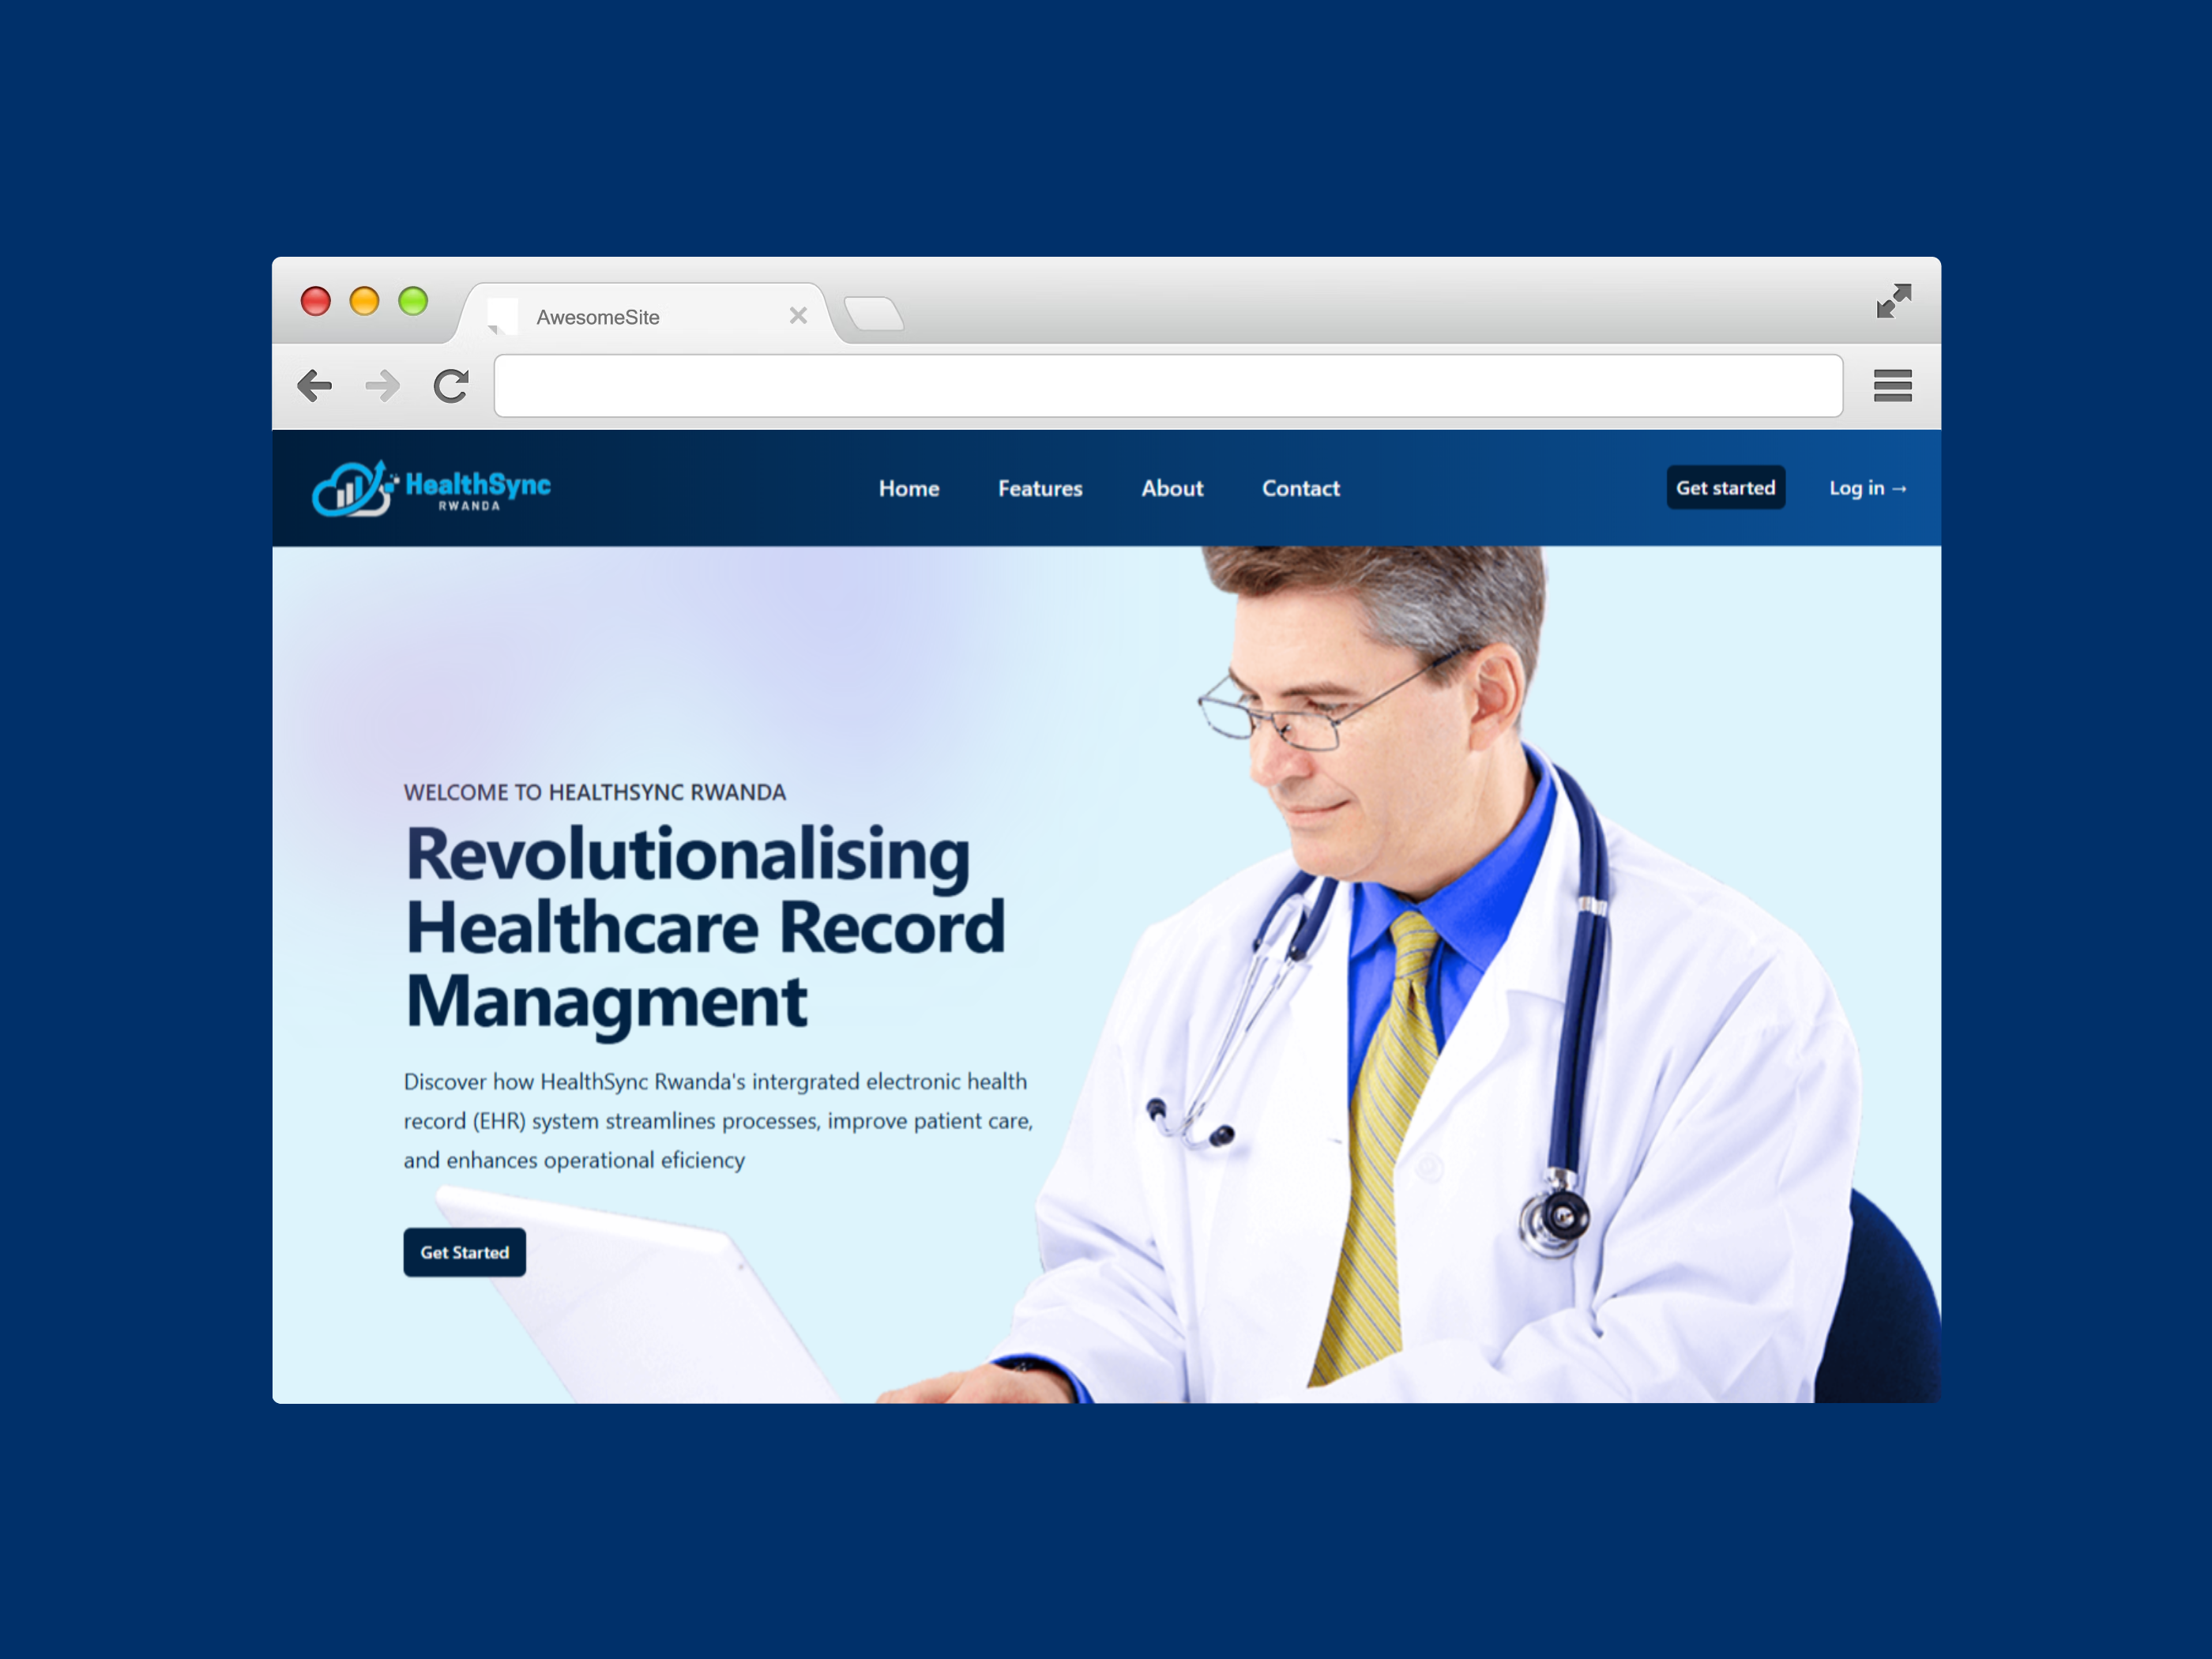 AwesomeSite
HealthSync
RWANDA
Home Features About Contact
Get started Log in →
WELCOME TO HEALTHSYNC RWANDA
Revolutionalising
Healthcare Record
Managment
Discover how HealthSync Rwanda's intergrated electronic health
record (EHR) system streamlines processes, improve patient care,
and enhances operational eficiency
Get Started